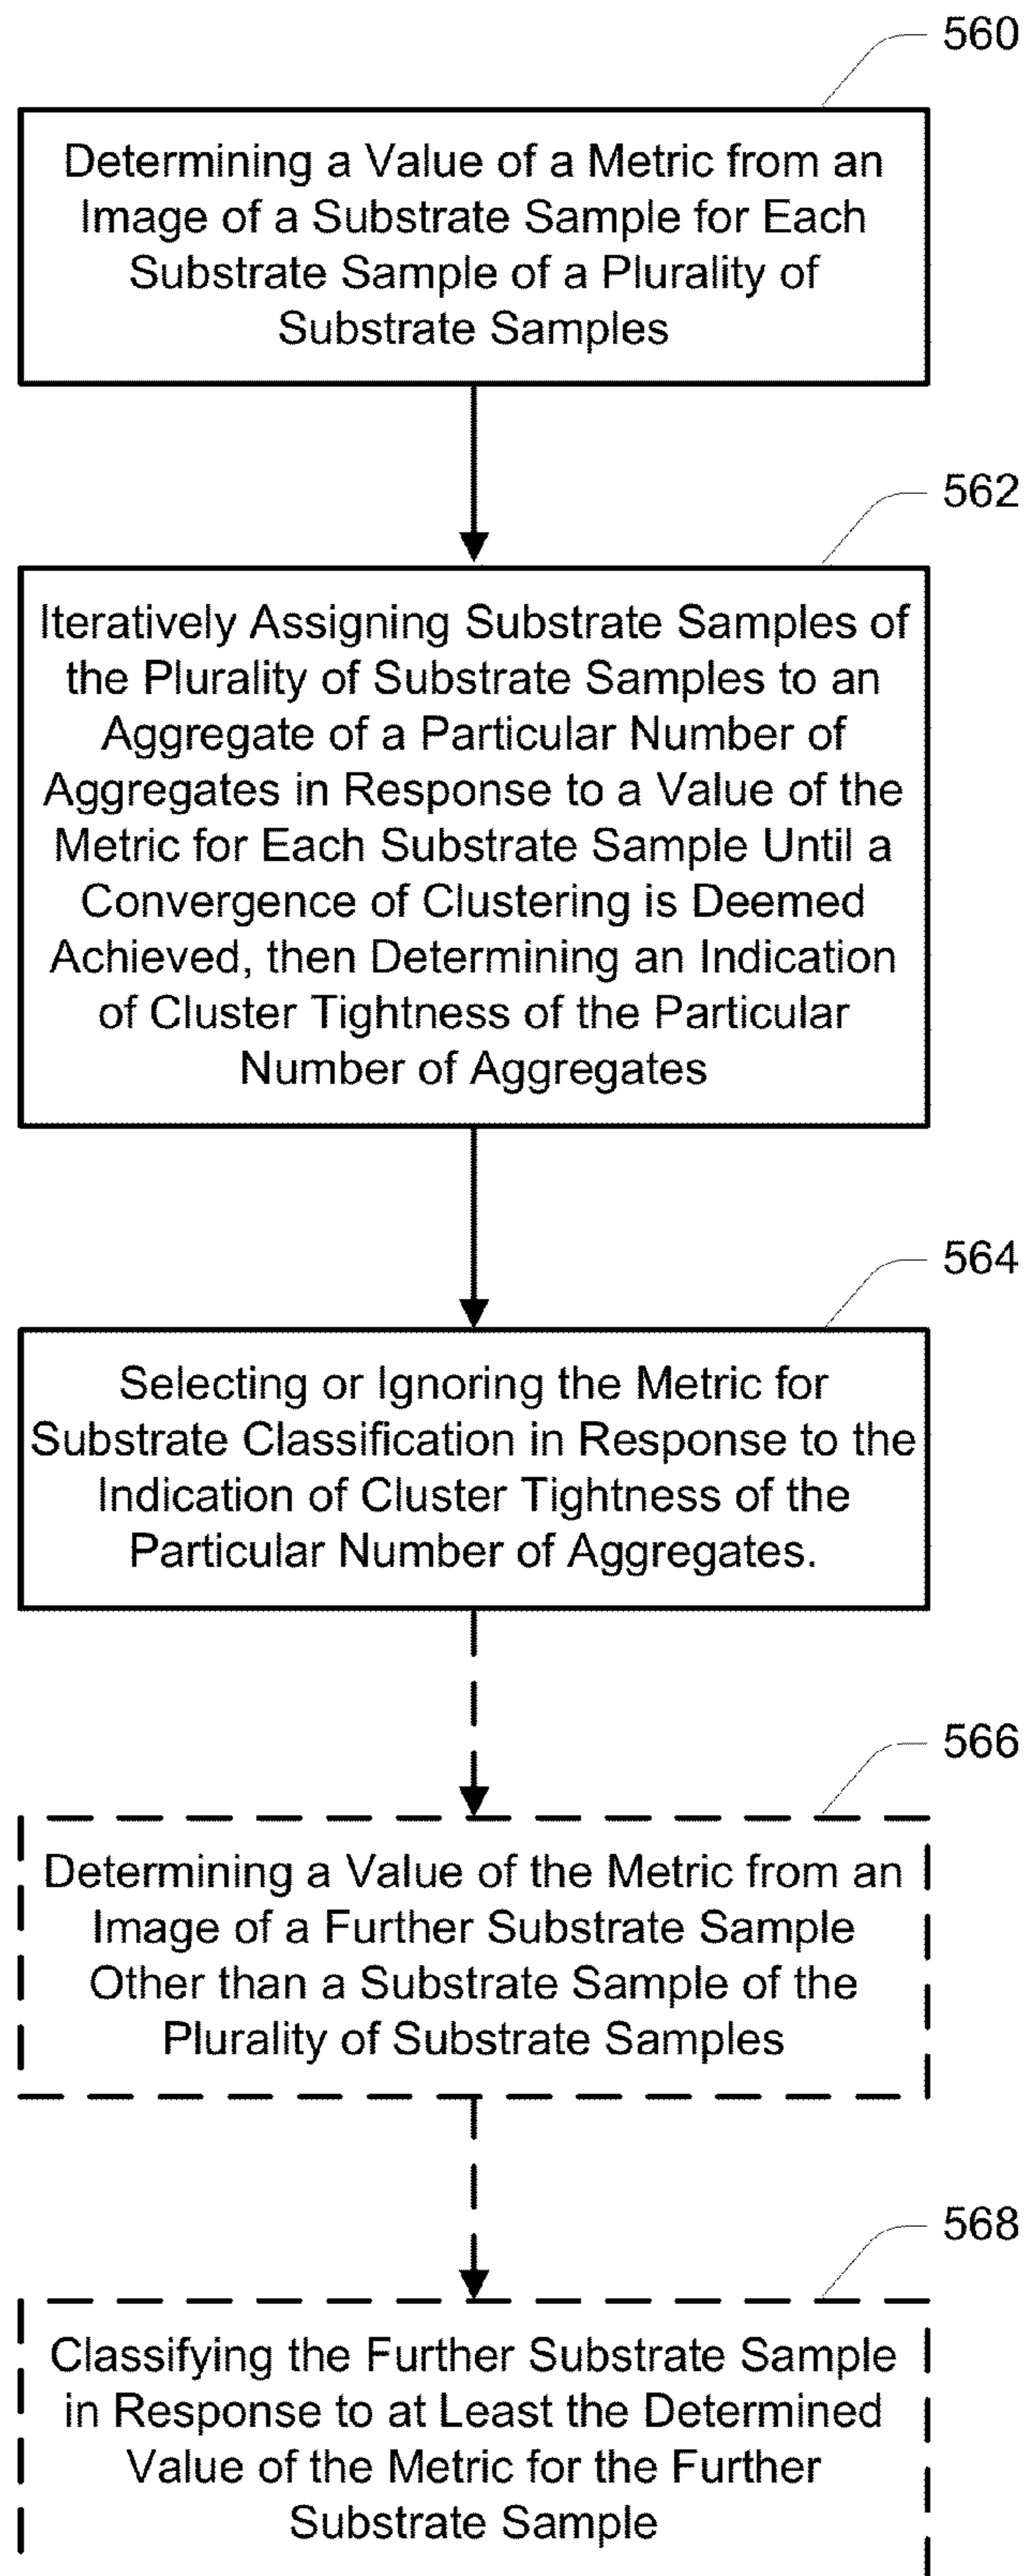 560
Determining a Value of a Metric from an
Image of a Substrate Sample for Each
Substrate Sample of a Plurality of
Substrate Samples
562
Iteratively Assigning Substrate Samples of
the Plurality of Substrate Samples to an
Aggregate of a Particular Number of
Aggregates in Response to a Value of the
Metric for Each Substrate Sample Until a
Convergence of Clustering is Deemed
Achieved, then Determining an Indication
of Cluster Tightness of the Particular
Number of Aggregates
564
Selecting or Ignoring the Metric for
Substrate Classification in Response to the
Indication of Cluster Tightness of the
Particular Number of Aggregates.
566
Determining a Value of the Metric from an
Image of a Further Substrate Sample
Other than a Substrate Sample of the
Plurality of Substrate Samples
568
Classifying the Further Substrate Sample
in Response to at Least the Determined
Value of the Metric for the Further
Substrate Sample